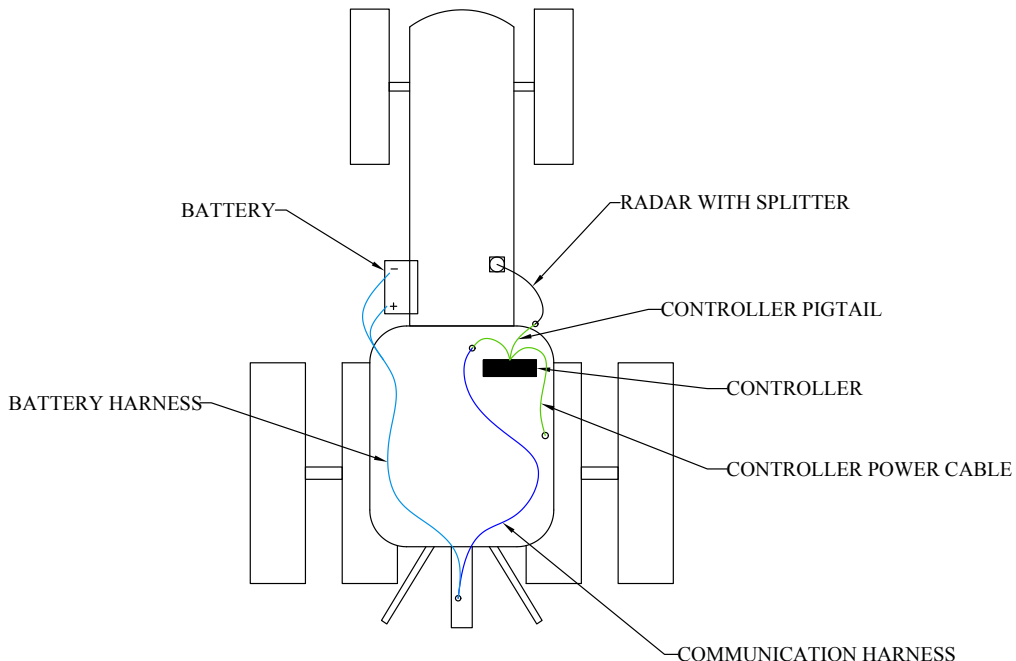 BATTERY
RADAR WITH SPLITTER
−
+
CONTROLLER PIGTAIL
CONTROLLER
BATTERY HARNESS
CONTROLLER POWER CABLE
COMMUNICATION HARNESS